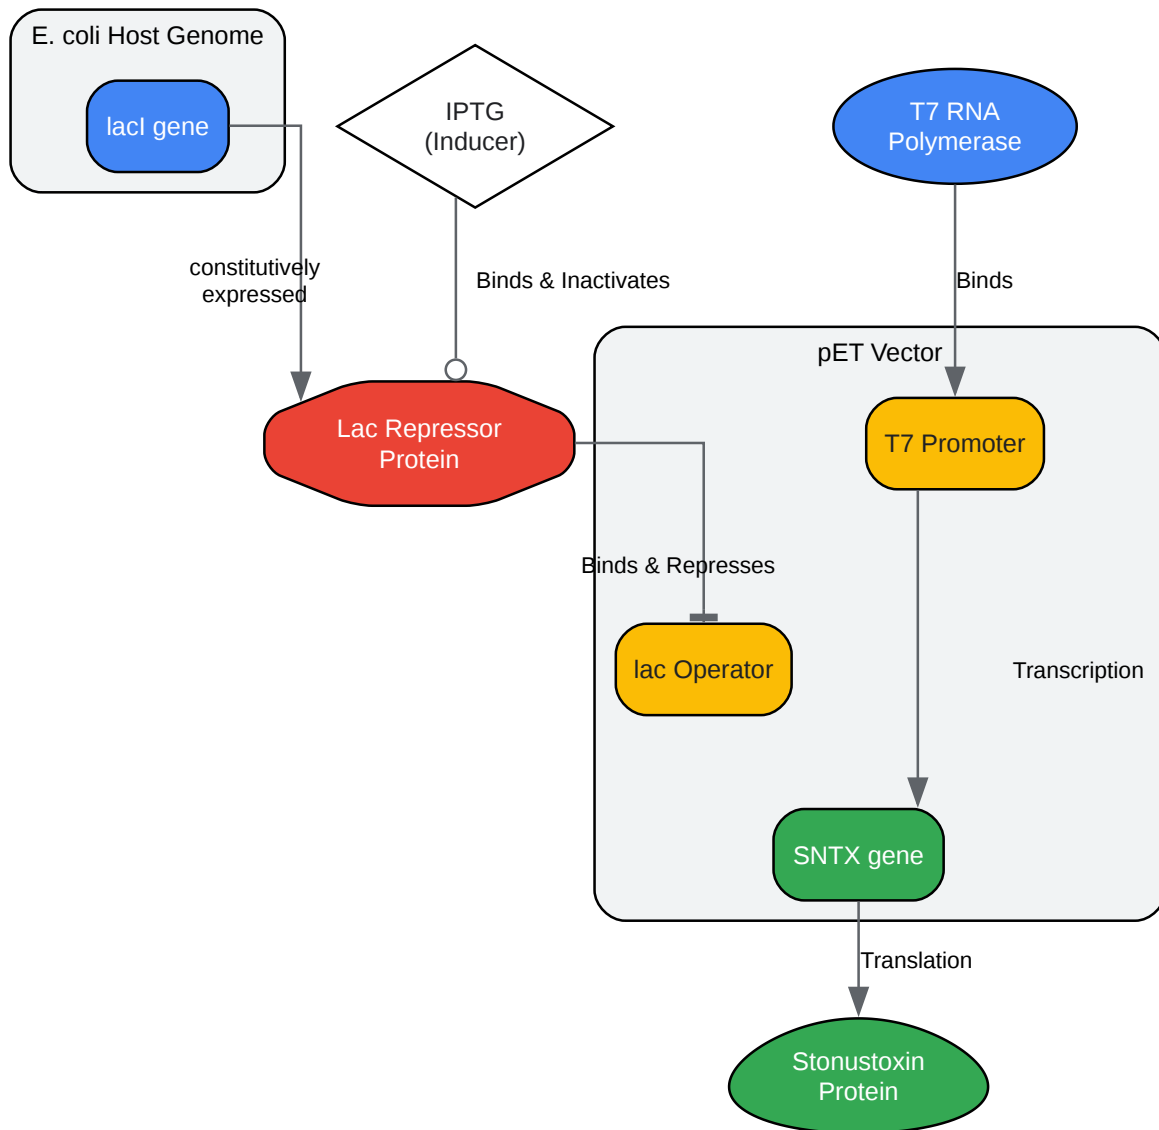 E. coli Host Genome
lacI gene
IPTG
(Inducer)
T7 RNA
Polymerase
constitutively
expressed
Binds & Inactivates
Binds
pET Vector
Lac Repressor
Protein
T7 Promoter
Binds & Represses
lac Operator
Transcription
SNTX gene
Translation
Stonustoxin
Protein